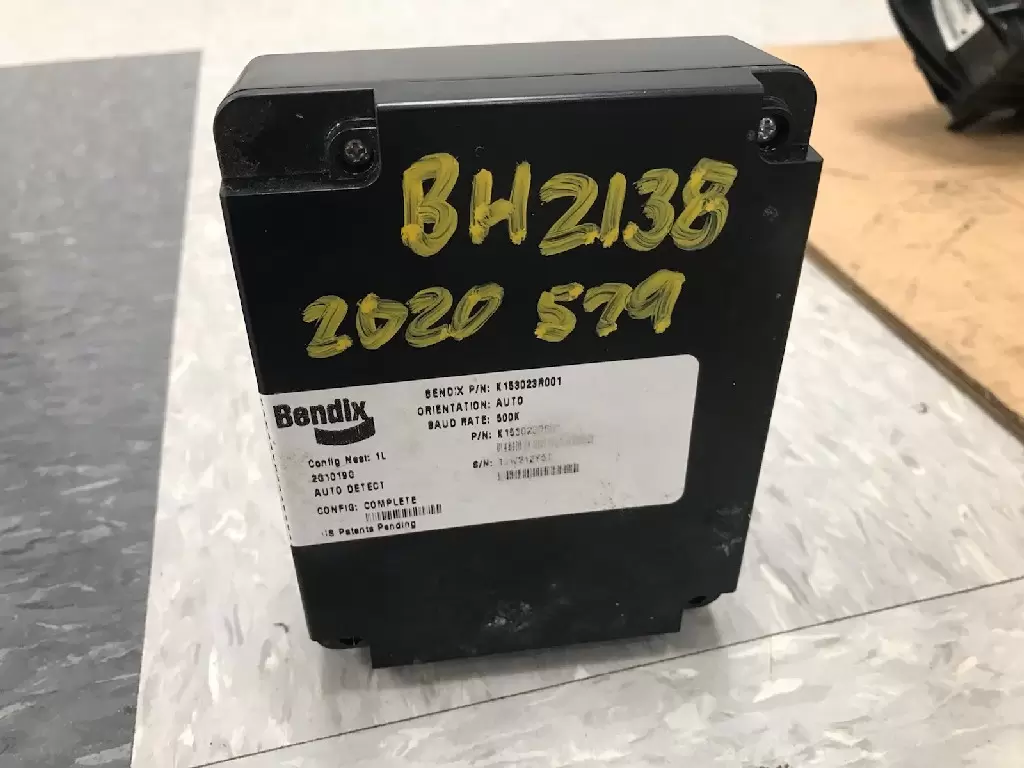 BH2138
2020 579
Bendix
BENDIX P/N: K153023R001
ORIENTATION: AUTO
BAUD RATE: 500K
P/N:
S/N:
Config Nest: 1L
2010190
AUTO DETECT
CONFIG: COMPLETE
US Patents Pending